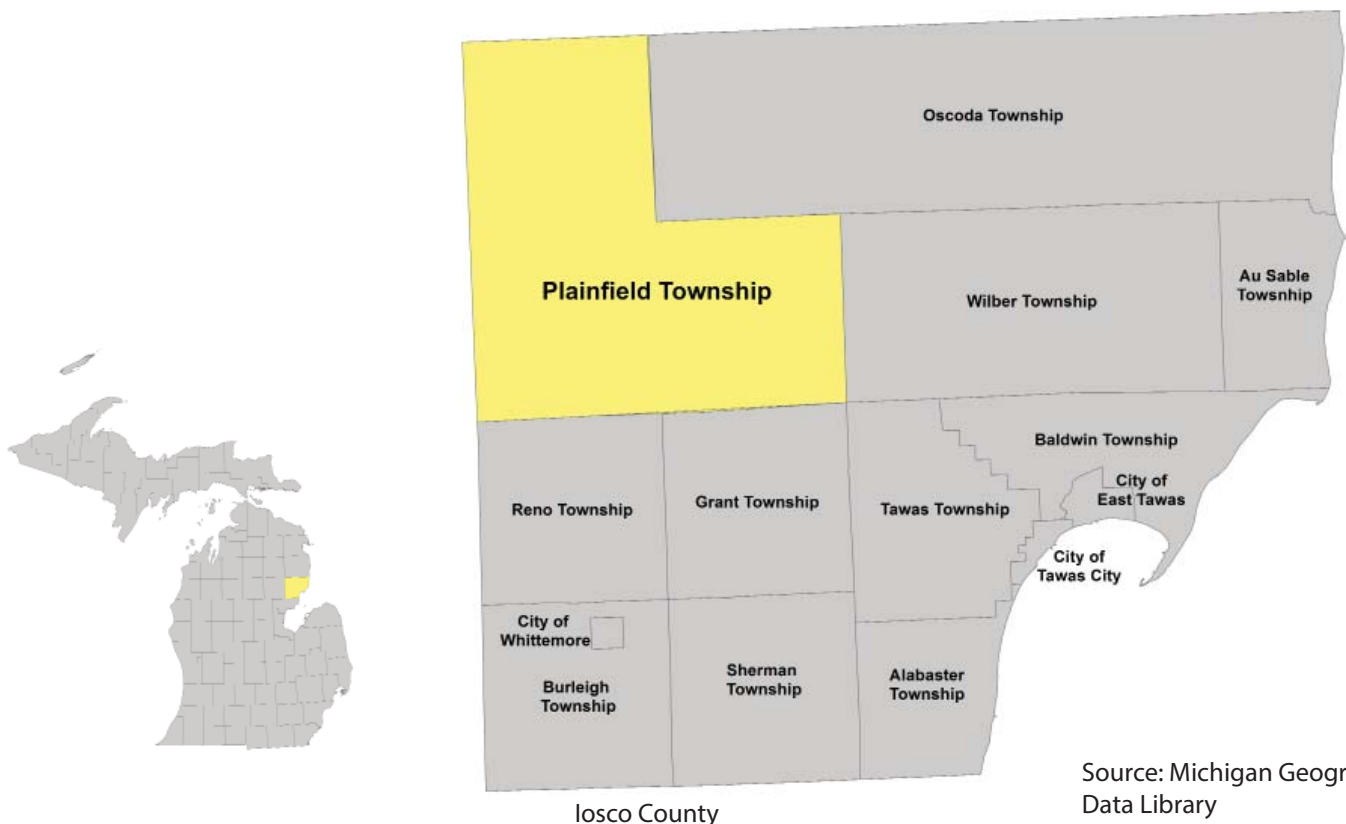 Oscoda Township
Plainfield Township
Wilber Township
Au Sable
Towsnhip
Baldwin Township
City of
East Tawas
Reno Township
Grant Township
Tawas Township
City of
Tawas City
City of
Whittemore
Burleigh
Township
Sherman
Township
Alabaster
Township
Iosco County
Source: Michigan Geogr
Data Library